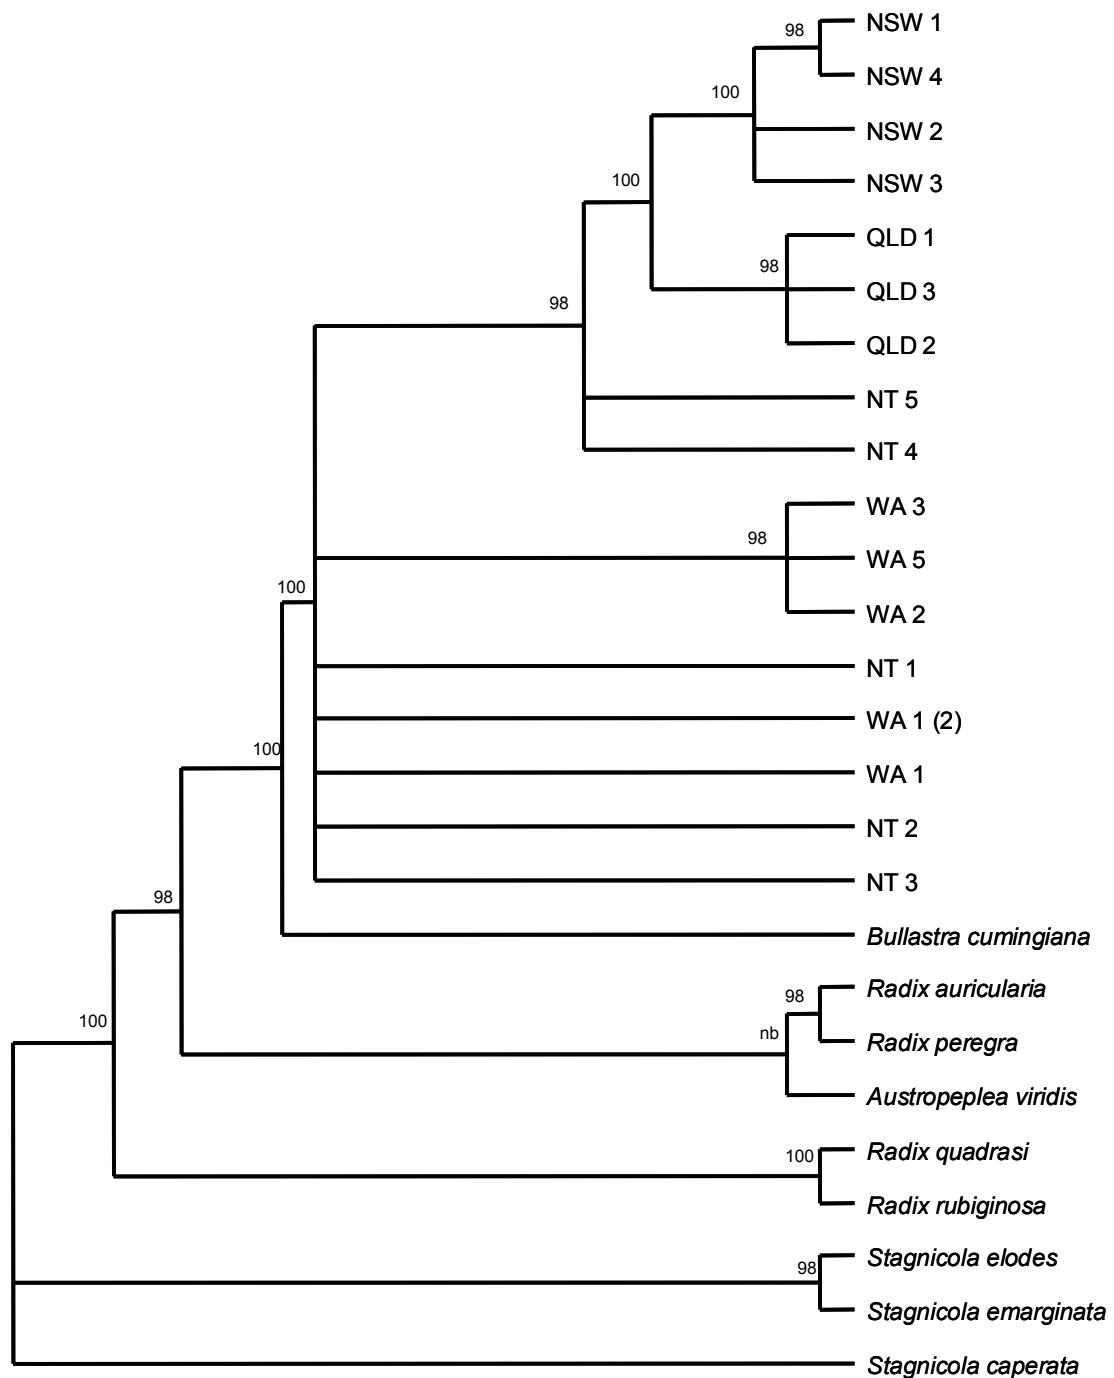 98
NSW 1
NSW 4
100
NSW 2
100
NSW 3
QLD 1
98
QLD 3
98
QLD 2
NT 5
NT 4
WA 3
98
WA 5
100
WA 2
NT 1
WA 1 (2)
100
WA 1
NT 2
98
NT 3
Bullastra cumingiana
98
Radix auricularia
100
nb
Radix peregra
Austropeplea viridis
100
Radix quadrasi
Radix rubiginosa
98
Stagnicola elodes
Stagnicola emarginata
Stagnicola caperata